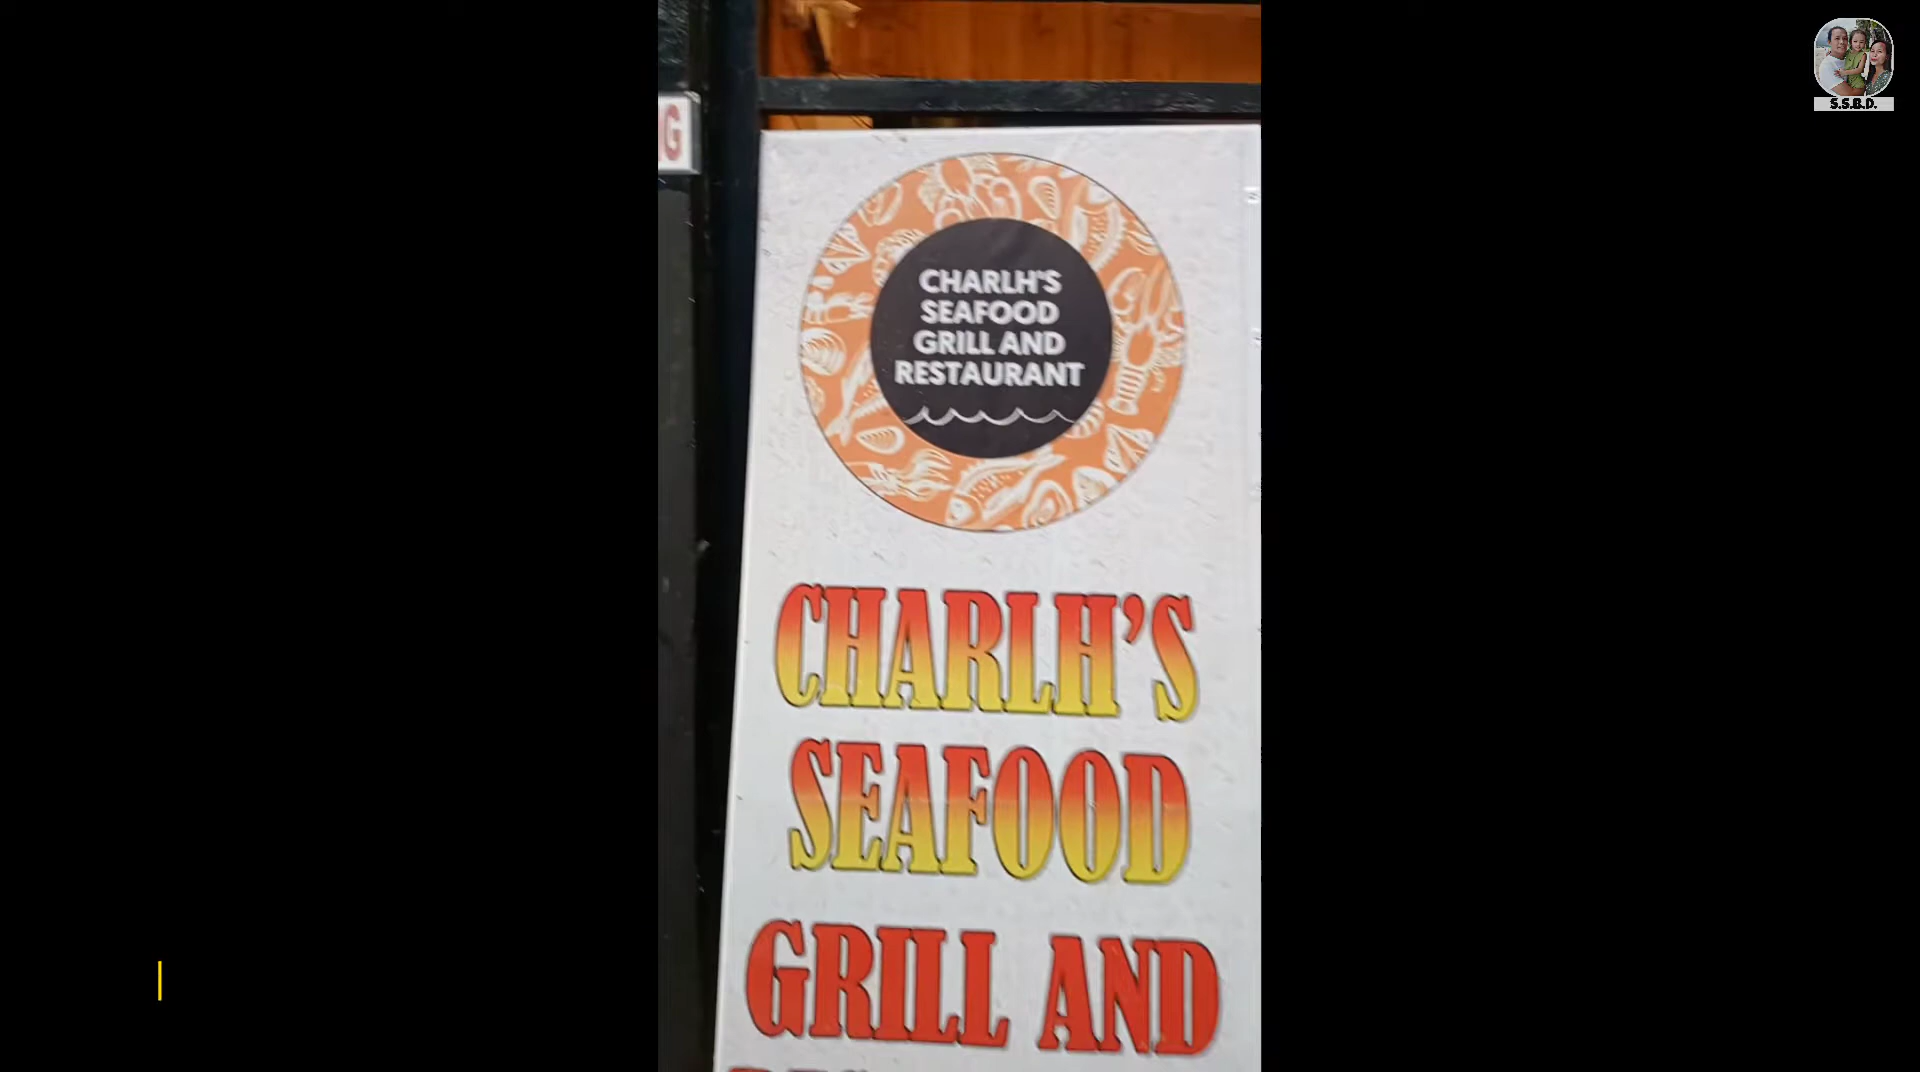 S.S.B.D.
G
CHARLH'S
SEAFOOD
GRILL AND
RESTAURANT
CHARLH'S
SEAFOOD
GRILL AND